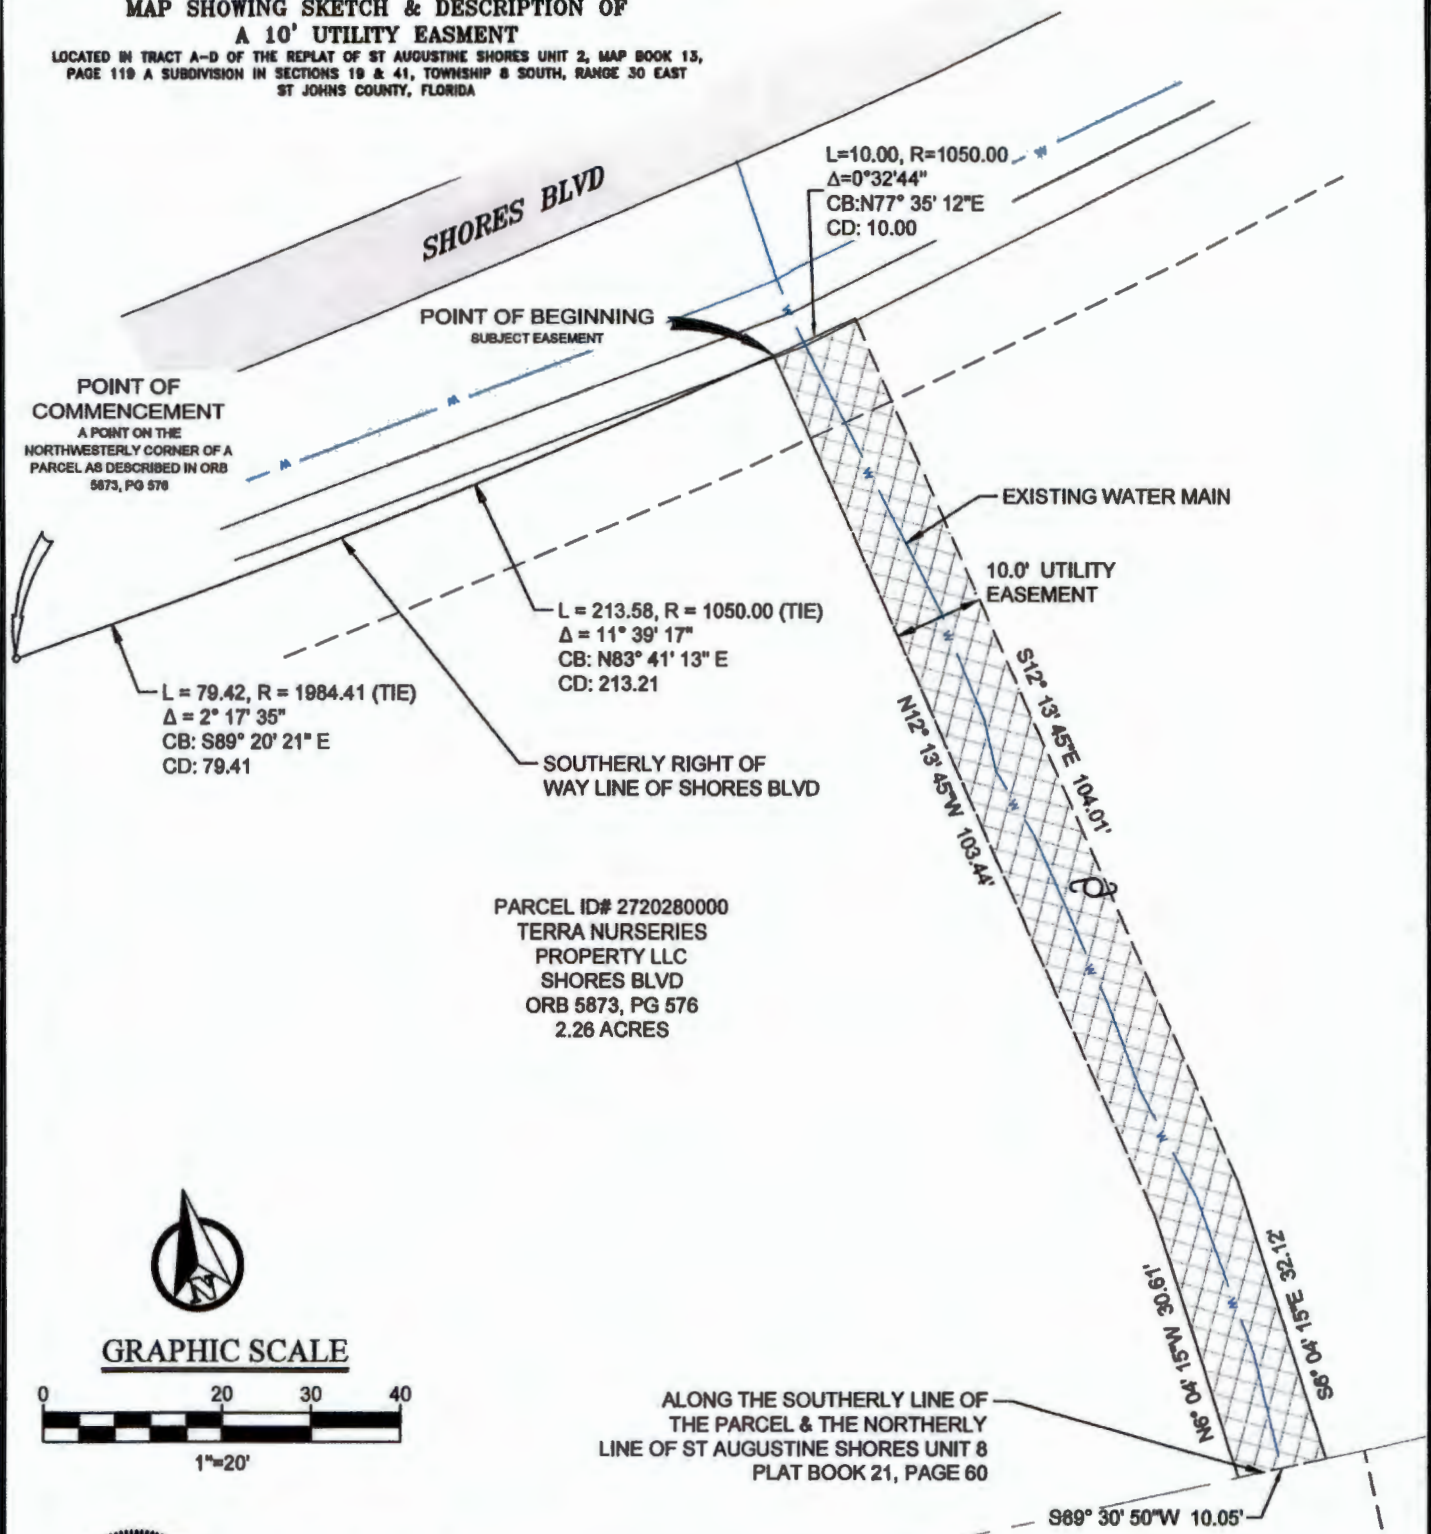 MAP SHOWING SKETCH & DESCRIPTION OF
A 10' UTILITY EASMENT
LOCATED IN TRACT A-D OF THE REPLAT OF ST AUGUSTINE SHORES UNIT 2, MAP BOOK 13,
PAGE 119 A SUBDIVISION IN SECTIONS 19 & 41, TOWNSHIP 8 SOUTH, RANGE 30 EAST
ST JOHNS COUNTY, FLORIDA
SHORES BLVD
L=10.00, R=1050.00
Δ=0°32'44"
CB:N77° 35' 12"E
CD: 10.00
W
W
W
W
W
W
W
W
W
W
POINT OF BEGINNING
SUBJECT EASEMENT
POINT OF
COMMENCEMENT
A POINT ON THE
NORTHWESTERLY CORNER OF A
PARCEL AS DESCRIBED IN ORB
5873, PG 576
EXISTING WATER MAIN
10.0' UTILITY
EASEMENT
L = 213.58, R = 1050.00 (TIE)
Δ = 11° 39' 17"
CB: N83° 41' 13" E
CD: 213.21
L = 79.42, R = 1984.41 (TIE)
Δ = 2° 17' 35"
CB: S89° 20' 21" E
CD: 79.41
SOUTHERLY RIGHT OF
WAY LINE OF SHORES BLVD
S12° 13' 45"E 104.01'
N12° 13' 45"W 103.44'
PARCEL ID# 2720280000
TERRA NURSERIES
PROPERTY LLC
SHORES BLVD
ORB 5873, PG 576
2.26 ACRES
N6° 04' 15"W 30.61'
S6° 04' 15"E 32.12'
N
GRAPHIC SCALE
0 20 30 40
1"=20'
ALONG THE SOUTHERLY LINE OF
THE PARCEL & THE NORTHERLY
LINE OF ST AUGUSTINE SHORES UNIT 8
PLAT BOOK 21, PAGE 60
S89° 30' 50"W 10.05'